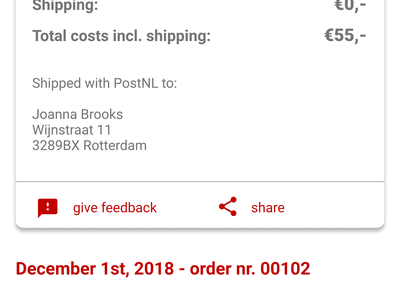 Shipping: €0,-
Total costs incl. shipping: €55,-
Shipped with PostNL to:
Joanna Brooks
Wijnstraat 11
3289BX Rotterdam
give feedback share
December 1st, 2018 - order nr. 00102